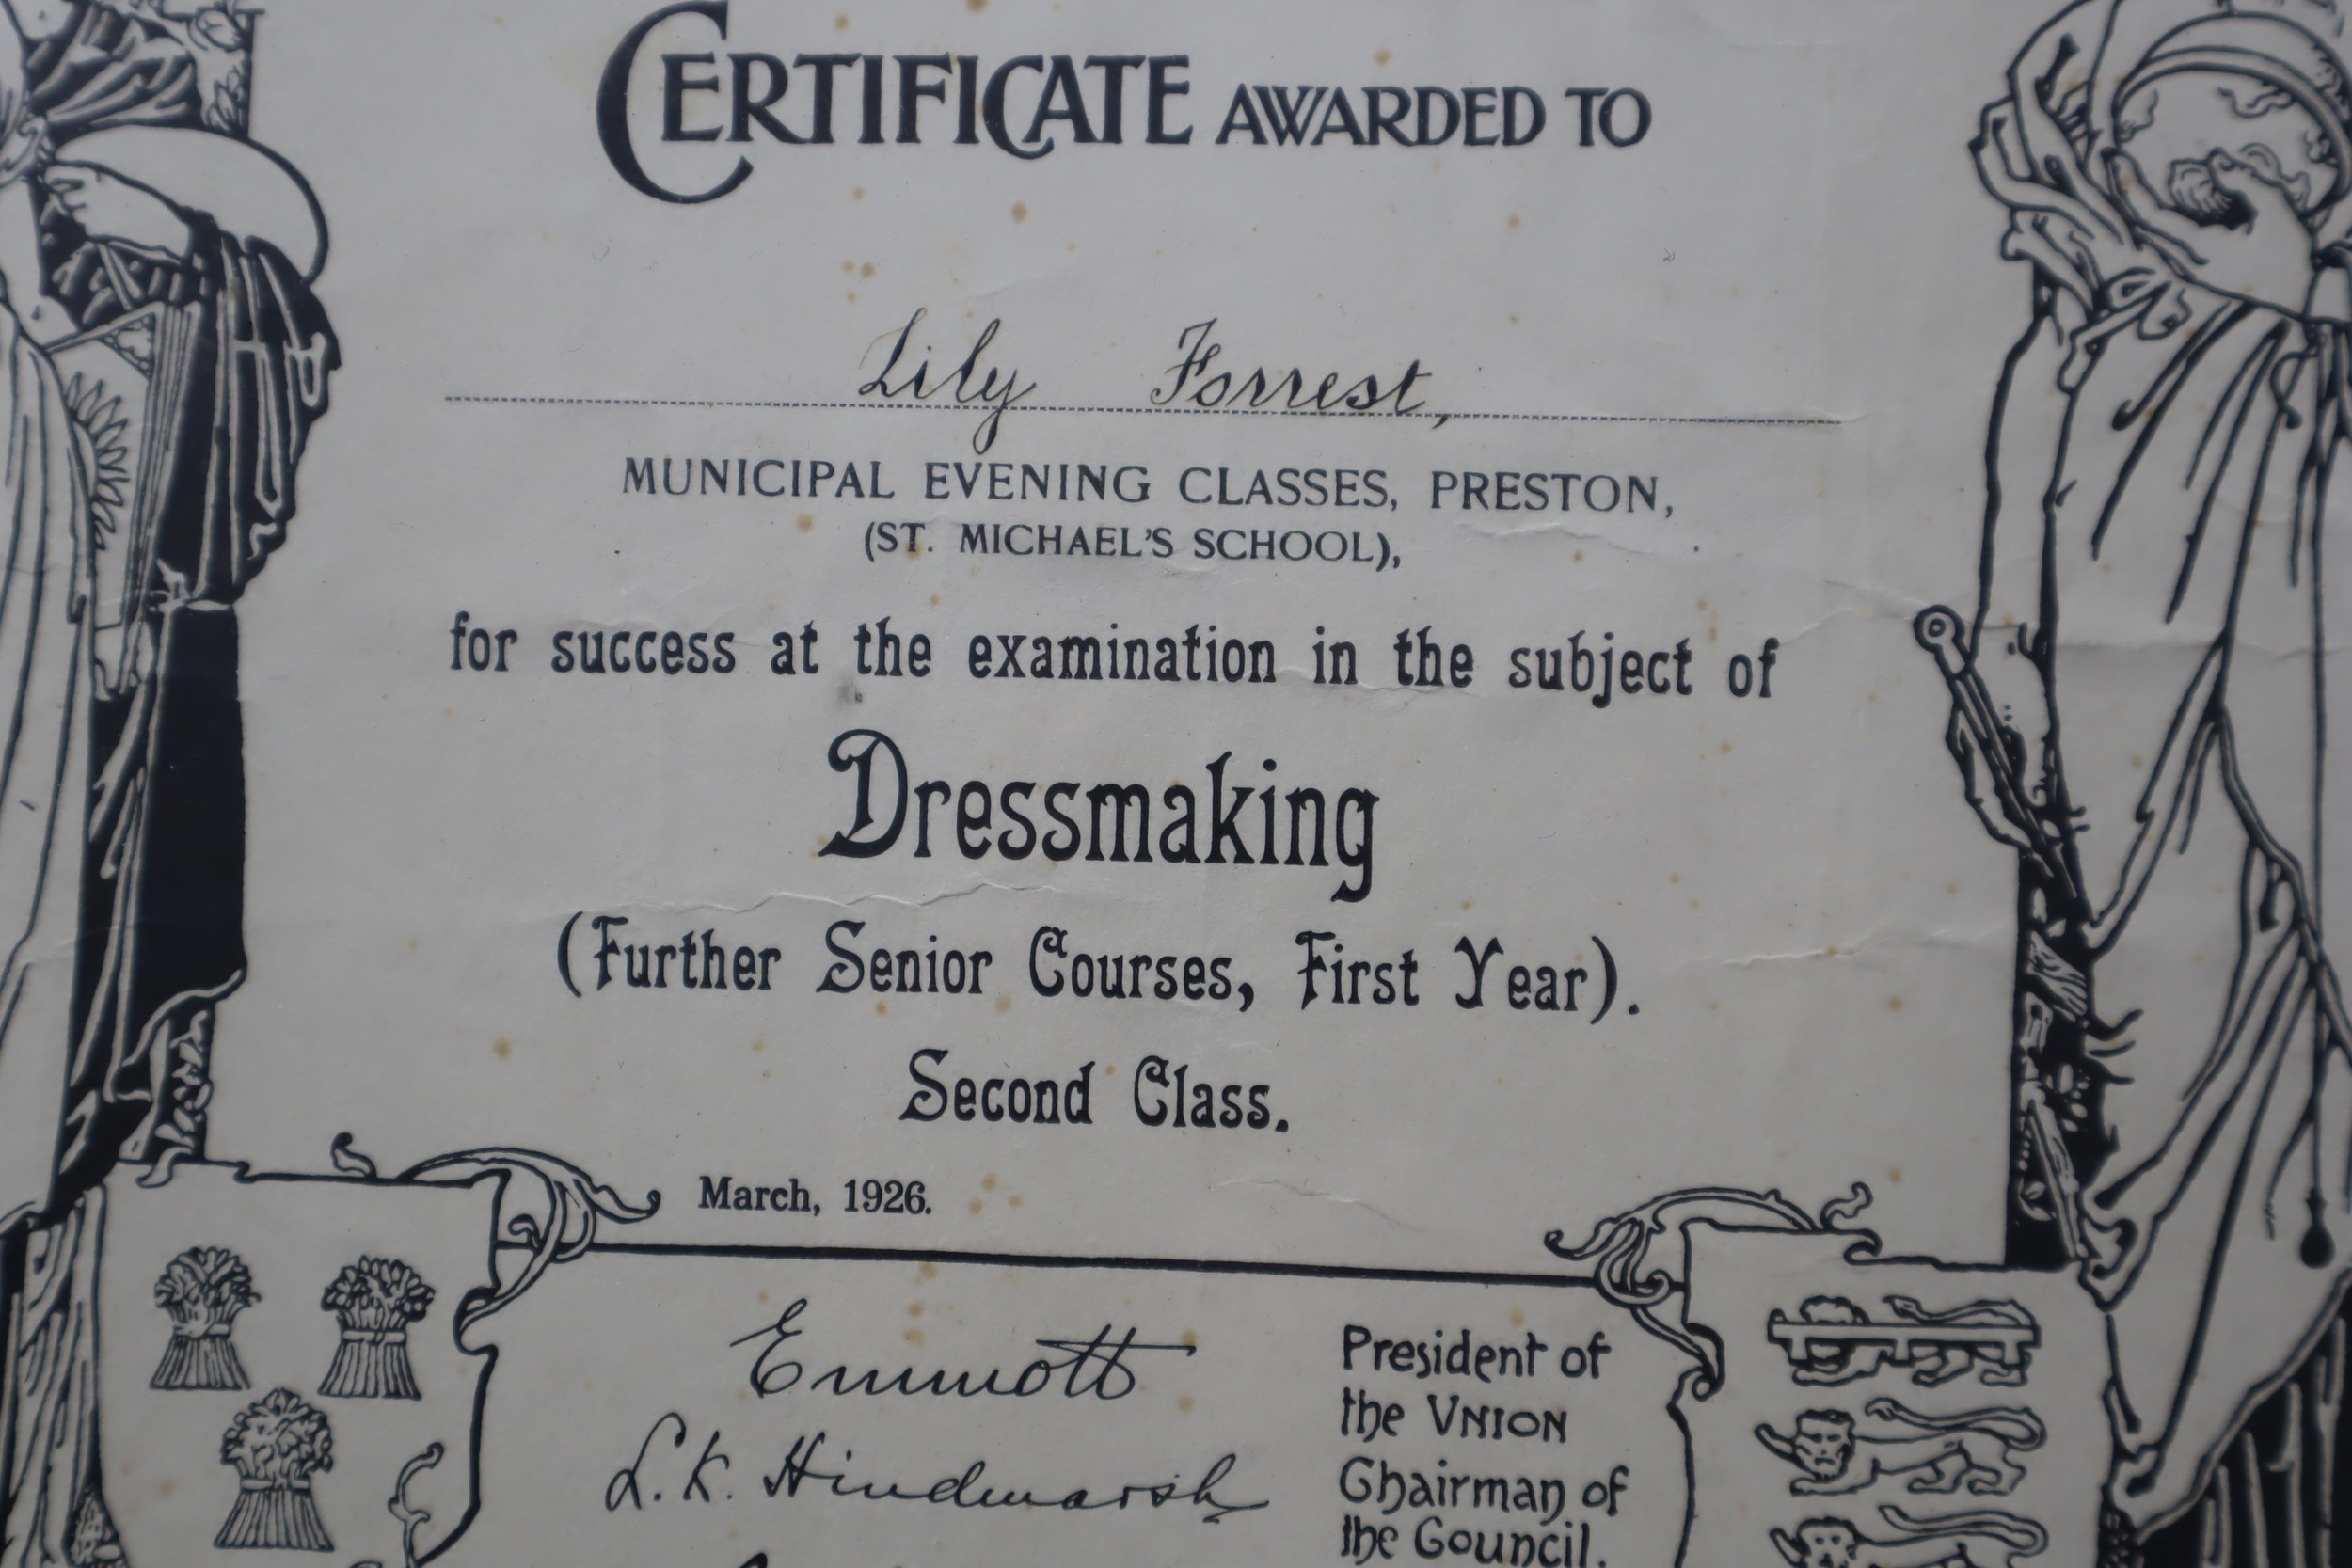 CERTIFICATE AWARDED TO
Lily Forrest,
MUNICIPAL EVENING CLASSES, PRESTON,
(ST. MICHAEL'S SCHOOL),
for success at the examination in the subject of
Dressmaking
(Further Senior Courses, First Year).
Second Class.
March, 1926.
Emmott
President of
the UNION
L. K. Hindmarsh
Chairman of
the Council.